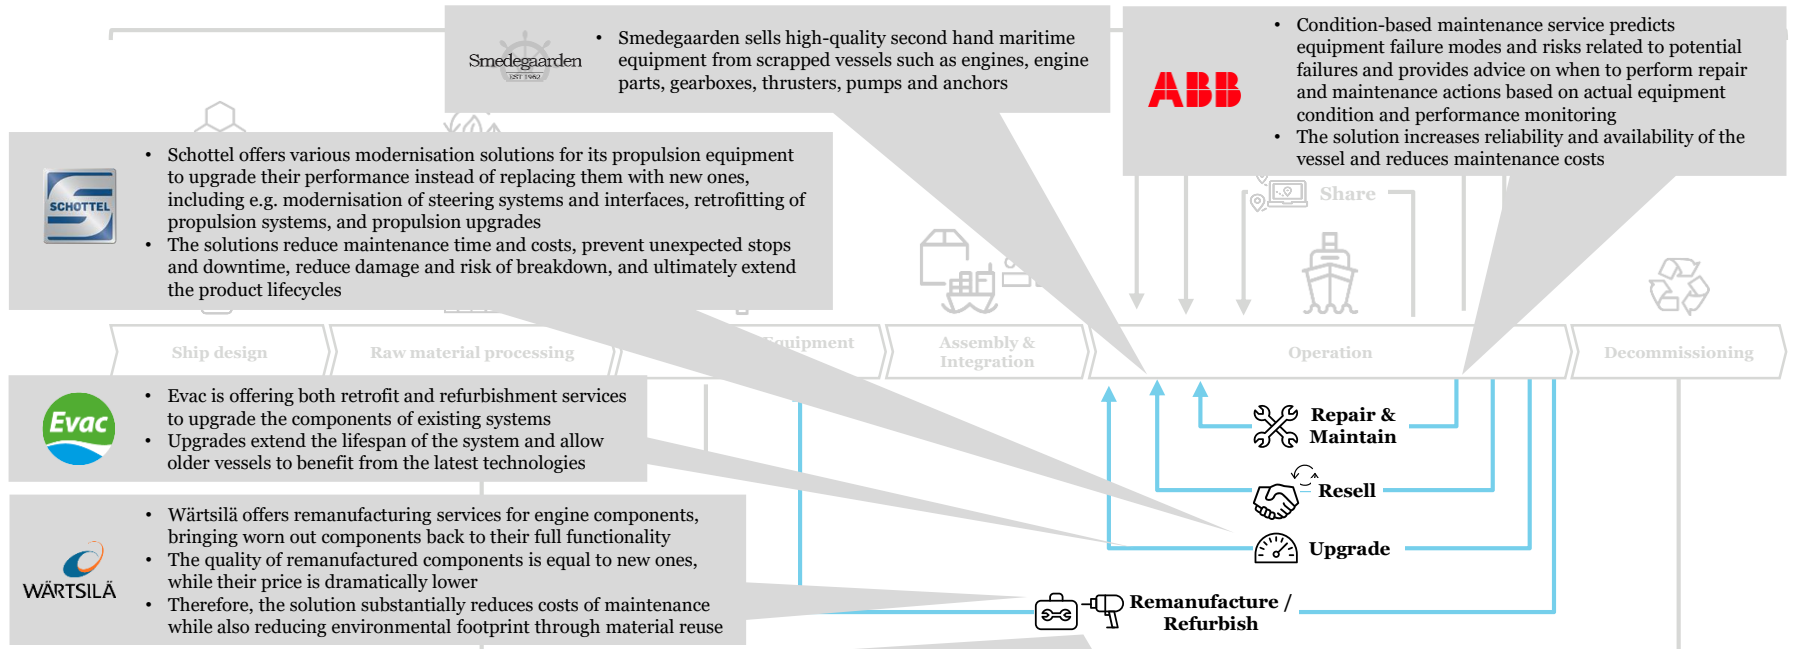 Smedegaarden
EST 1962
• Smedegaarden sells high-quality second hand maritime
equipment from scrapped vessels such as engines, engine
parts, gearboxes, thrusters, pumps and anchors
ABB
• Condition-based maintenance service predicts
equipment failure modes and risks related to potential
failures and provides advice on when to perform repair
and maintenance actions based on actual equipment
condition and performance monitoring
• The solution increases reliability and availability of the
vessel and reduces maintenance costs
SCHOTTEL
• Schottel offers various modernisation solutions for its propulsion equipment
to upgrade their performance instead of replacing them with new ones,
including e.g. modernisation of steering systems and interfaces, retrofitting of
propulsion systems, and propulsion upgrades
• The solutions reduce maintenance time and costs, prevent unexpected stops
and downtime, reduce damage and risk of breakdown, and ultimately extend
the product lifecycles
Share
Ship design
Raw material processing
Equipment
Assembly &
Integration
Operation
Decommissioning
Evac
• Evac is offering both retrofit and refurbishment services
to upgrade the components of existing systems
• Upgrades extend the lifespan of the system and allow
older vessels to benefit from the latest technologies
Repair &
Maintain
Resell
Upgrade
WÄRTSILÄ
• Wärtsilä offers remanufacturing services for engine components,
bringing worn out components back to their full functionality
• The quality of remanufactured components is equal to new ones,
while their price is dramatically lower
• Therefore, the solution substantially reduces costs of maintenance
while also reducing environmental footprint through material reuse
Remanufacture /
Refurbish